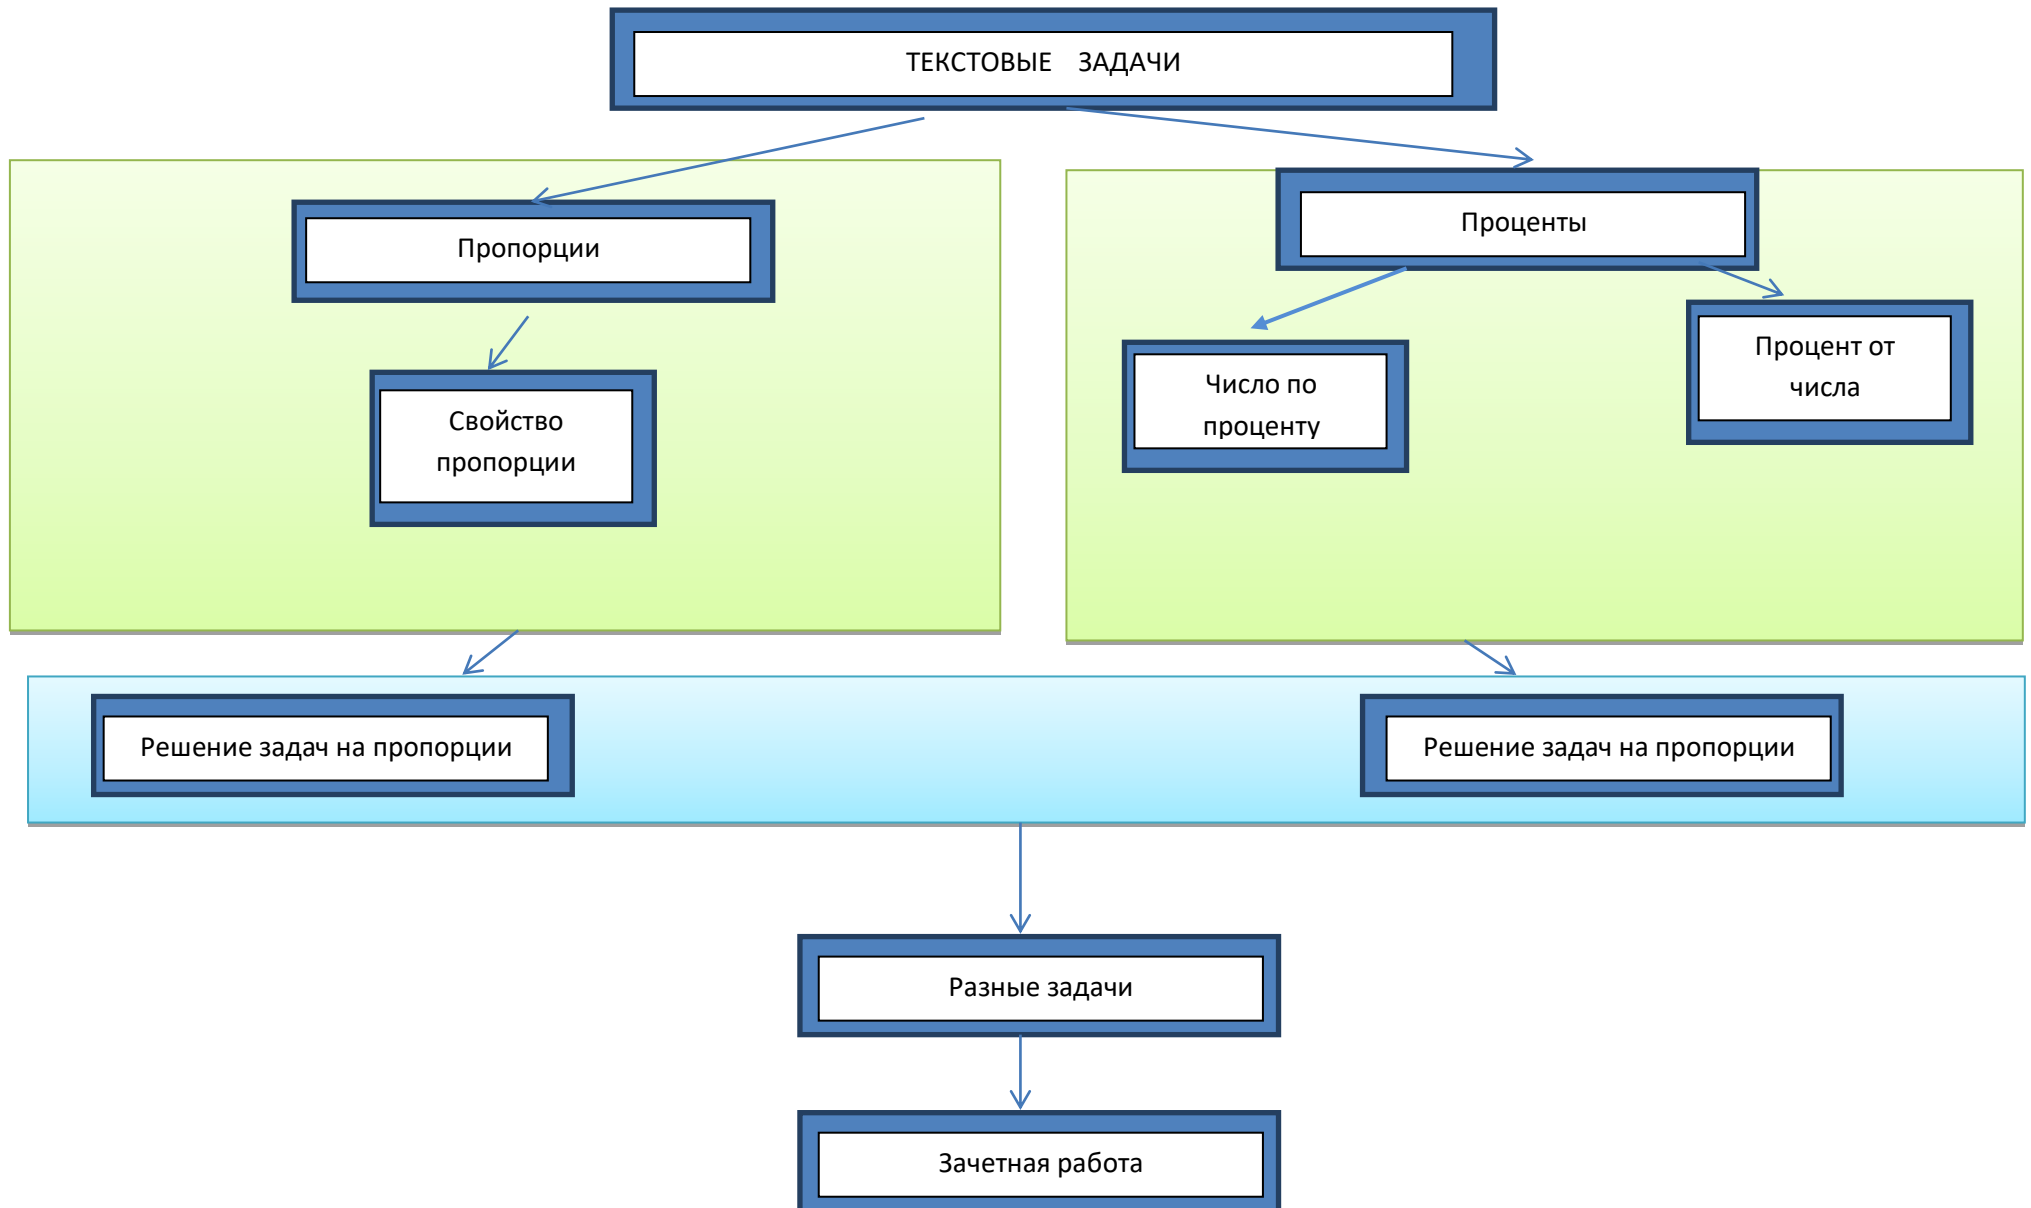 ТЕКСТОВЫЕ ЗАДАЧИ
Пропорции
Свойство
пропорции
Проценты
Число по
проценту
Процент от
числа
Решение задач на пропорции
Решение задач на пропорции
Разные задачи
Зачетная работа